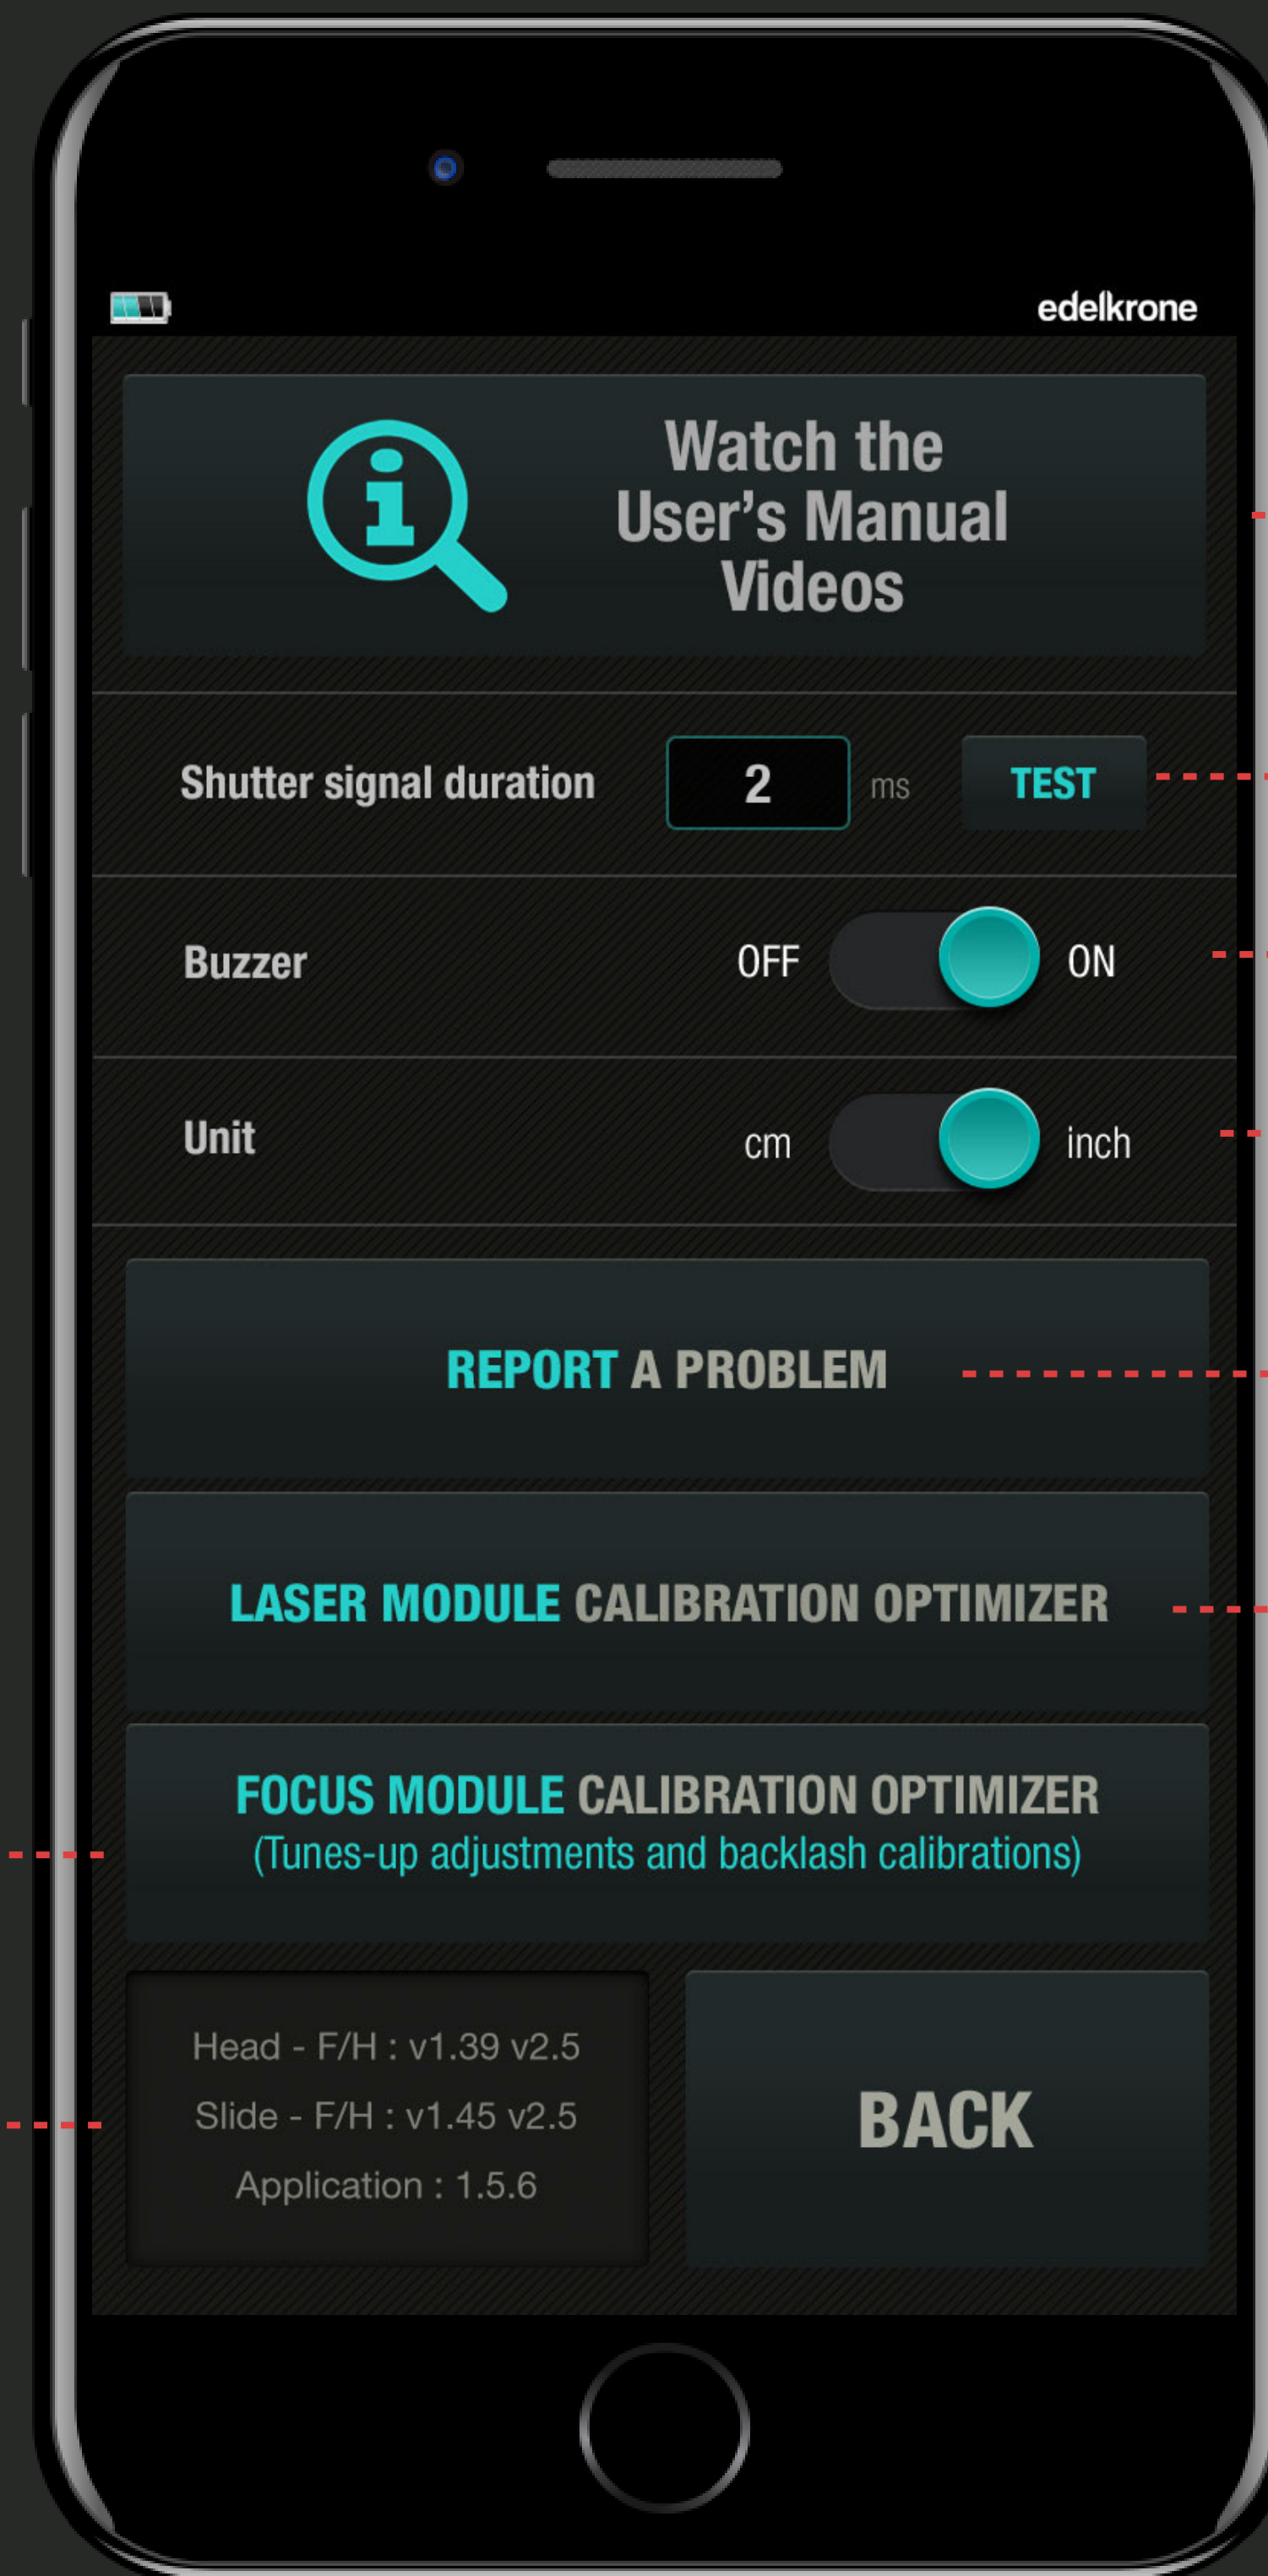 edelkrone
Watch the
User's Manual
Videos
Shutter signal duration 2 ms TEST
Buzzer OFF ON
Unit cm inch
REPORT A PROBLEM
LASER MODULE CALIBRATION OPTIMIZER
FOCUS MODULE CALIBRATION OPTIMIZER
(Tunes-up adjustments and backlash calibrations)
Head - F/H : v1.39 v2.5
Slide - F/H : v1.45 v2.5
Application : 1.5.6
BACK